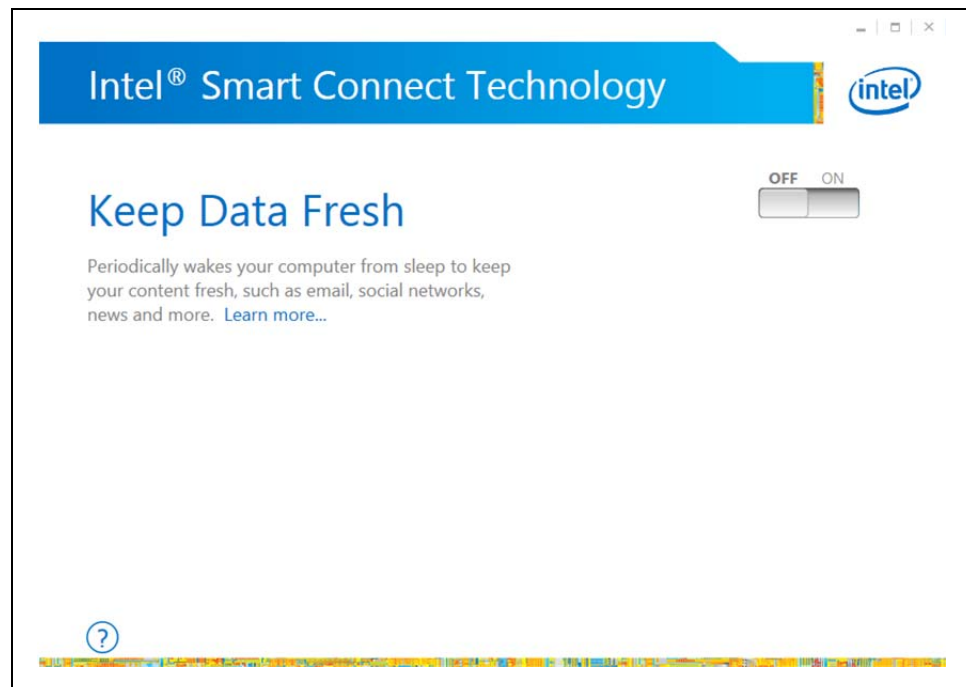 Intel® Smart Connect Technology
intel
OFF ON
Keep Data Fresh
Periodically wakes your computer from sleep to keep
your content fresh, such as email, social networks,
news and more. Learn more...
?